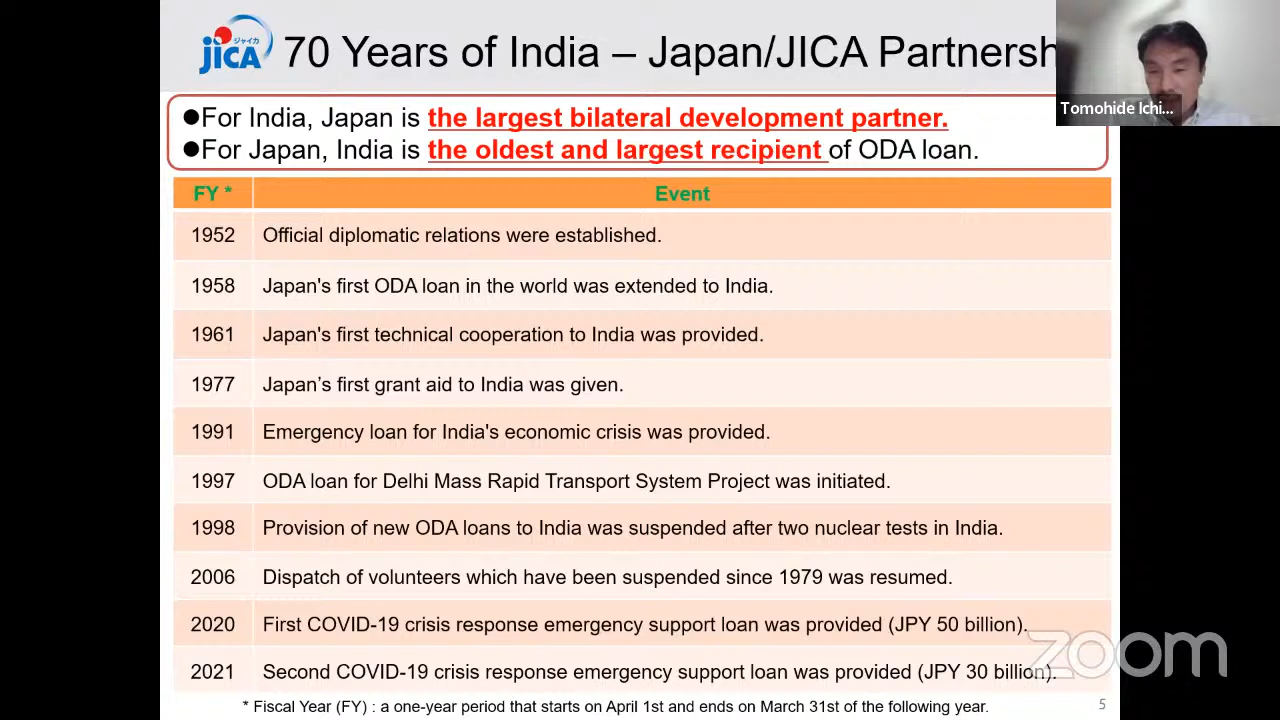 ジャイカ
JICA
70 Years of India – Japan/JICA Partnersh
Tomohide Ichi...
●For India, Japan is the largest bilateral development partner.
●For Japan, India is the oldest and largest recipient of ODA loan.
FY * Event
1952 Official diplomatic relations were established.
1958 Japan's first ODA loan in the world was extended to India.
1961 Japan's first technical cooperation to India was provided.
1977 Japan’s first grant aid to India was given.
1991 Emergency loan for India's economic crisis was provided.
1997 ODA loan for Delhi Mass Rapid Transport System Project was initiated.
1998 Provision of new ODA loans to India was suspended after two nuclear tests in India.
2006 Dispatch of volunteers which have been suspended since 1979 was resumed.
2020 First COVID-19 crisis response emergency support loan was provided (JPY 50 billion).
2021 Second COVID-19 crisis response emergency support loan was provided (JPY 30 billion).
zoom
* Fiscal Year (FY) : a one-year period that starts on April 1st and ends on March 31st of the following year.
5